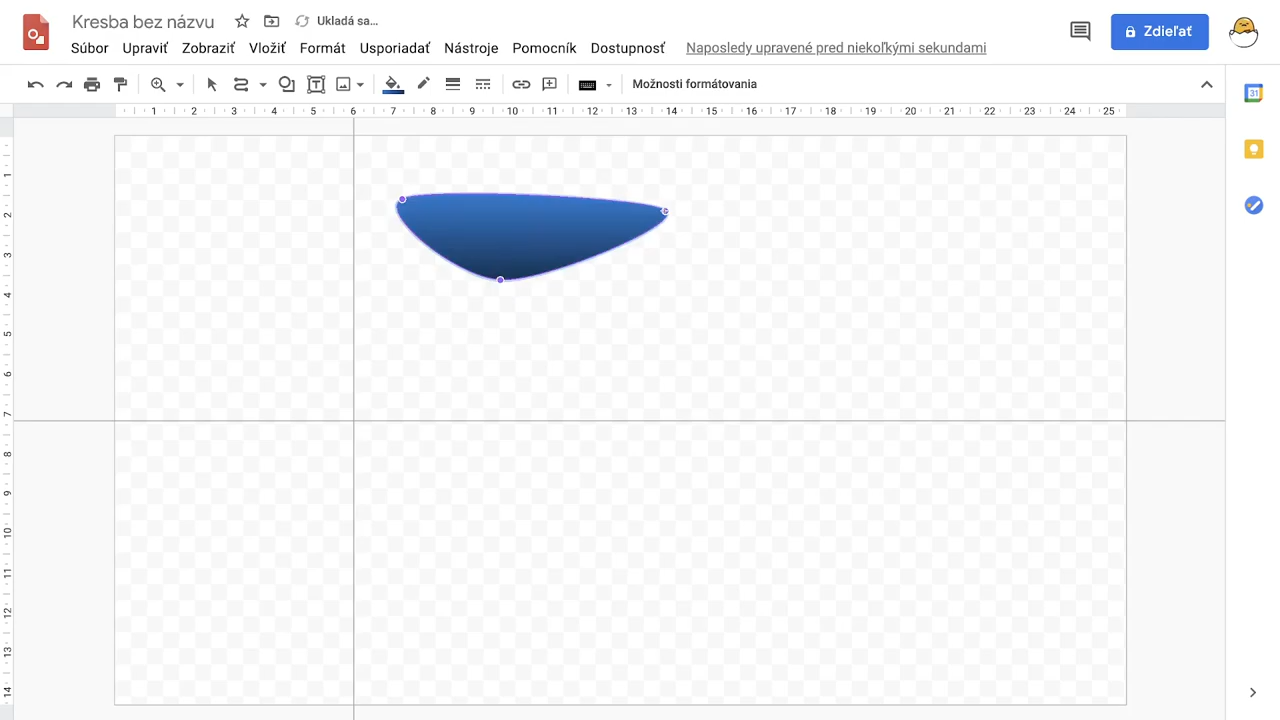 Kresba bez názvu
Ukladá sa…
Súbor Upraviť Zobraziť Vložiť Formát Usporiadať Nástroje Pomocník Dostupnosť Naposledy upravené pred niekoľkými sekundami
Zdieľať
Možnosti formátovania
31
1 2 3 4 5 6 7 8 9 10 11 12 13 14 15 16 17 18 19 20 21 22 23 24 25
1
2
3
4
5
6
7
8
9
10
11
12
13
14